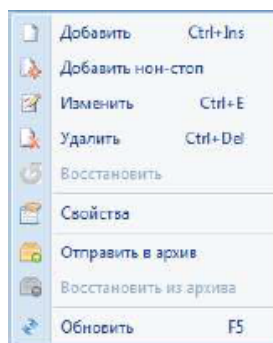 Добавить Ctrl+Ins
Добавить нон-стоп
Изменить Ctrl+E
Удалить Ctrl+Del
Восстановить
Свойства
Отправить в архив
Восстановить из архива
Обновить F5